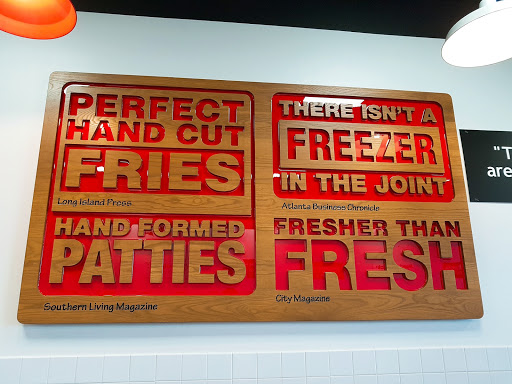 PERFECT
HAND CUT
FRIES
Long Island Press
THERE ISN'T A
FREEZER
IN THE JOINT
Atlanta Business Chronicle
HAND FORMED
PATTIES
Southern Living Magazine
FRESHER THAN
FRESH
City Magazine
"T
are